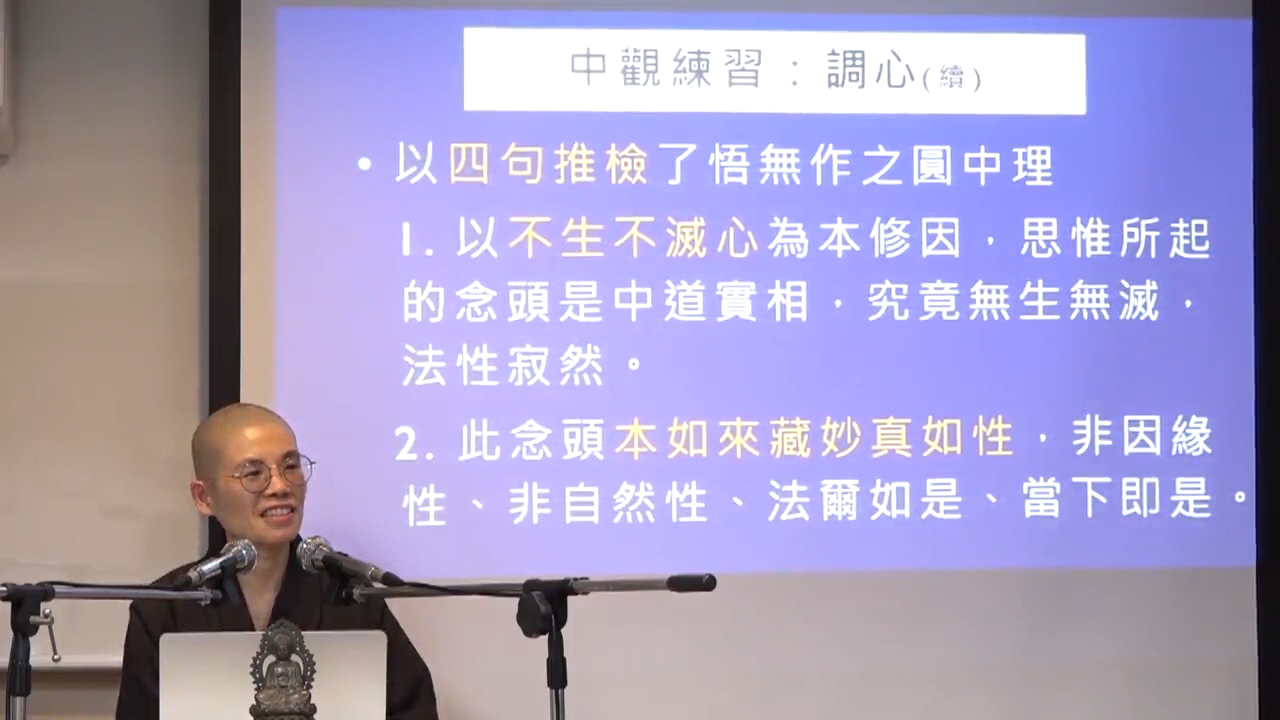 中觀練習：調心(續)
• 以四句推檢了悟無作之圓中理
1. 以不生不滅心為本修因，思惟所起
的念頭是中道實相，究竟無生無滅，
法性寂然。
2. 此念頭本如來藏妙真如性，非因緣
性、非自然性、法爾如是、當下即是。